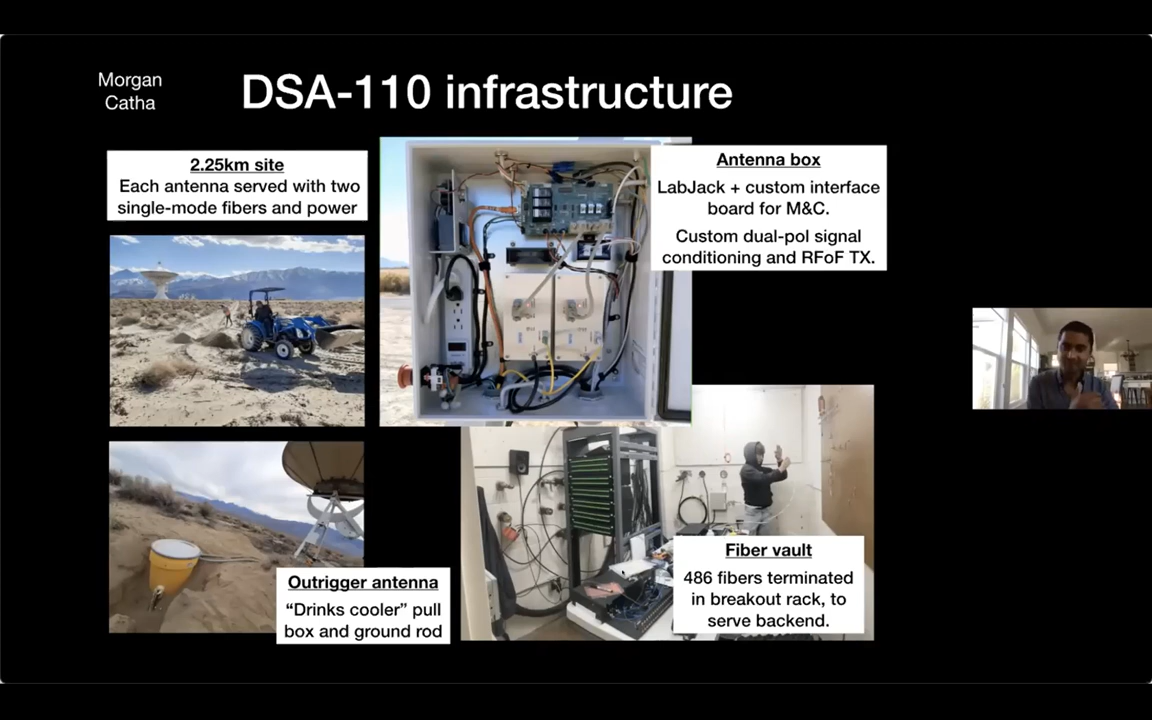 Morgan
Catha
DSA-110 infrastructure
2.25km site
Each antenna served with two
single-mode fibers and power
Antenna box
LabJack + custom interface
board for M&C.
Custom dual-pol signal
conditioning and RFoF TX.
Outrigger antenna
“Drinks cooler” pull
box and ground rod
Fiber vault
486 fibers terminated
in breakout rack, to
serve backend.